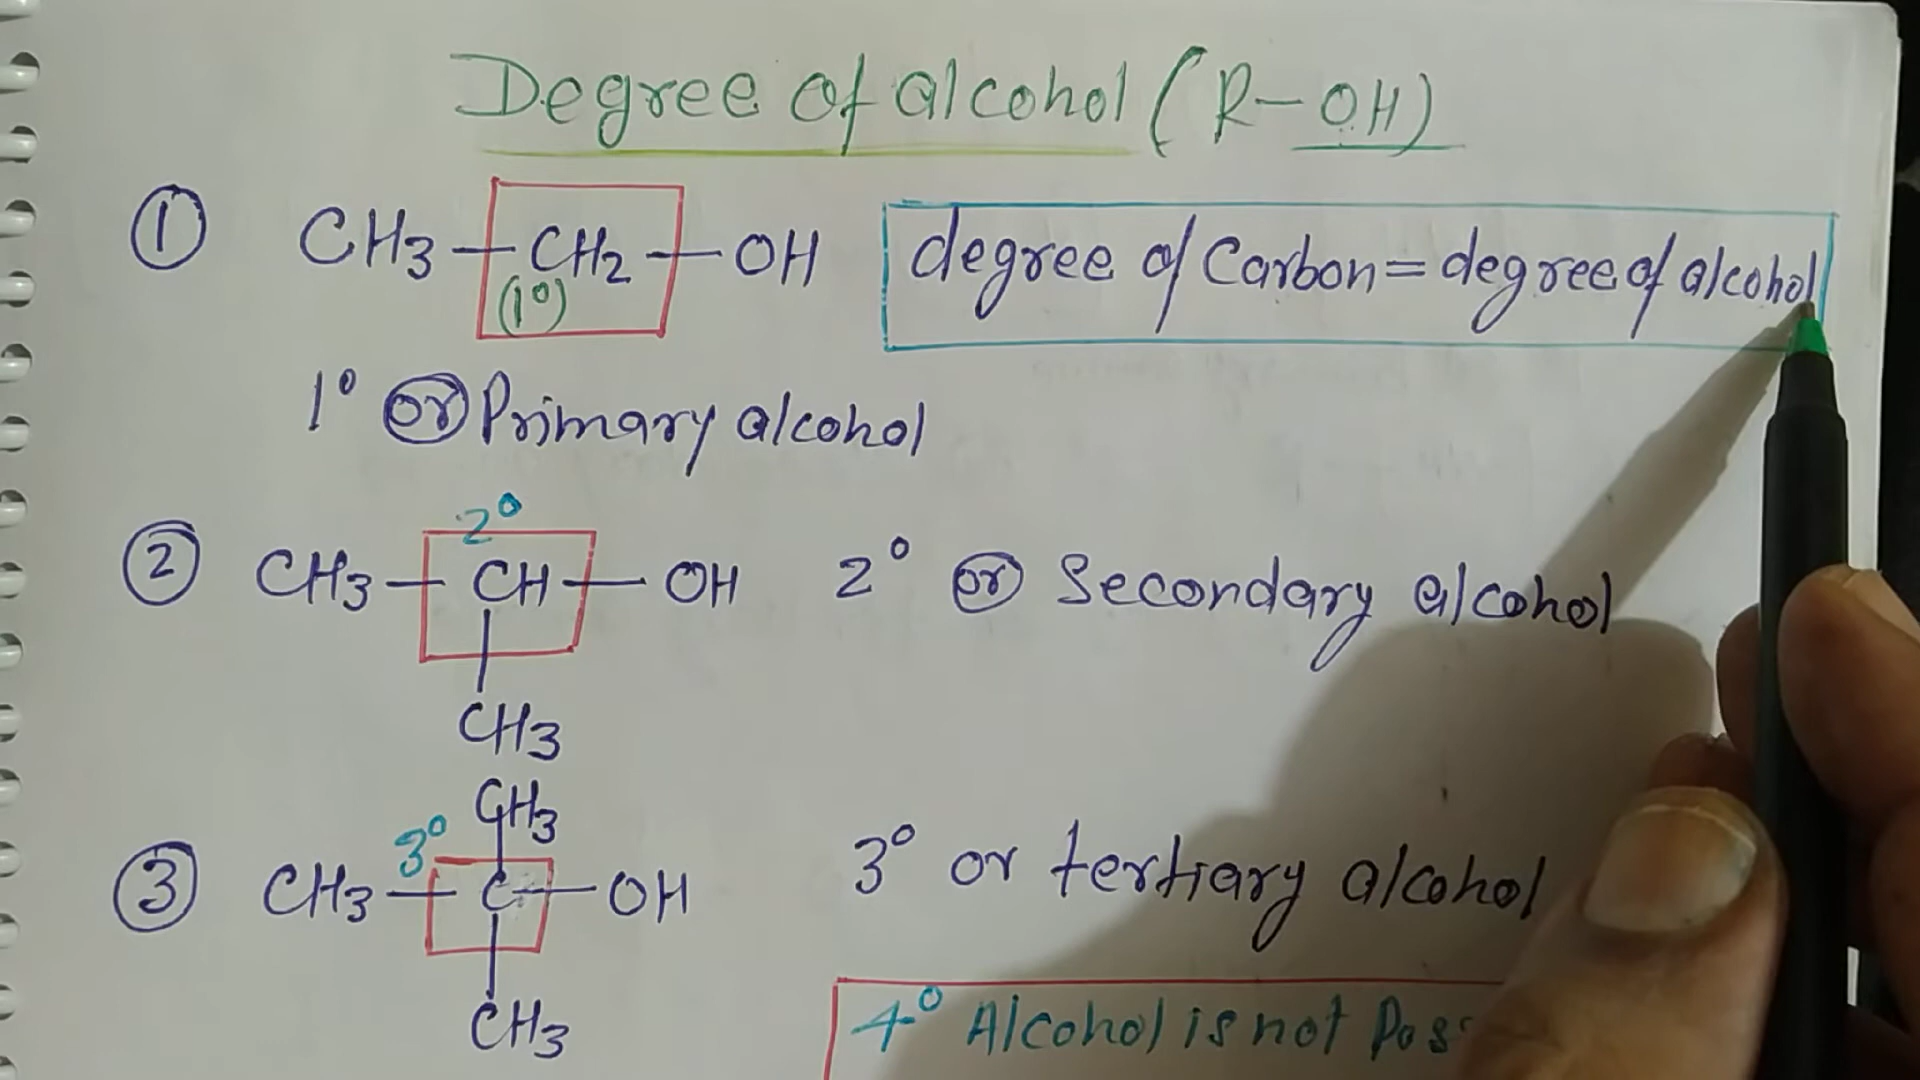 Degree of alcohol (R-OH)
① CH3-CH2-OH
(1°)
degree of Carbon = degree of alcohol
1° or Primary alcohol
2°
② CH3-CH-OH
CH3
2° or Secondary alcohol
CH3
3°
③ CH3-C-OH
CH3
3° or tertiary alcohol
4° Alcohol is not